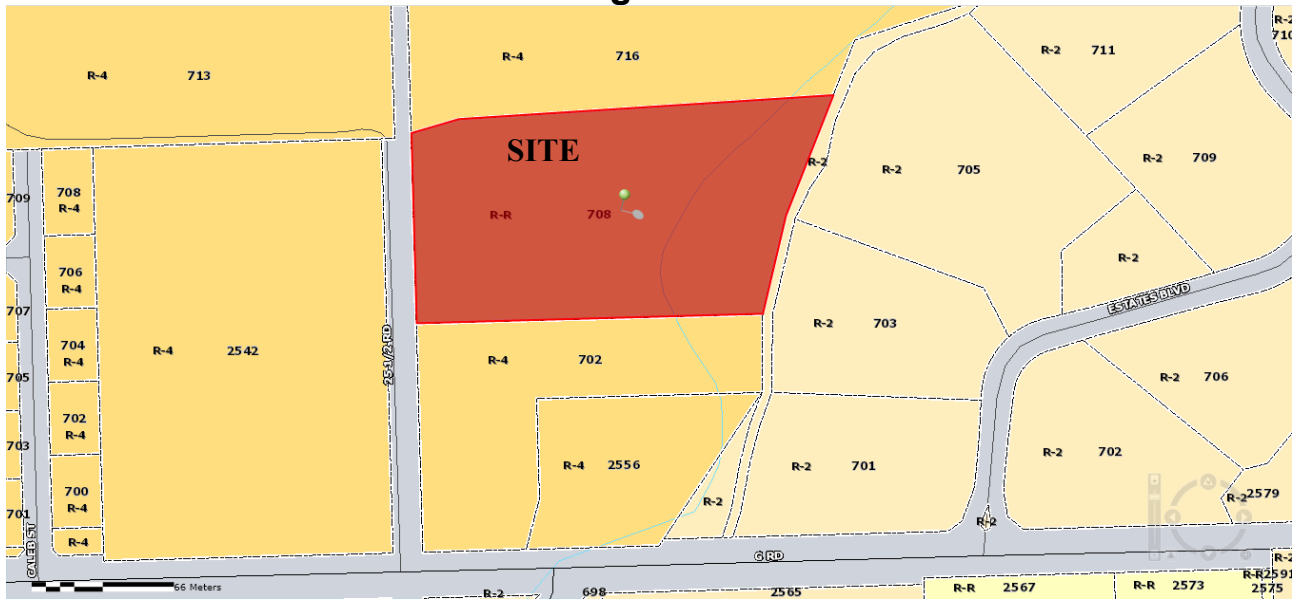 g
R-4 713
R-4 716
R-2 711
R-2
710
SITE
R-2
R-2 705
R-2 709
709
708
R-4
R-R 708
706
R-4
R-2
707
ESTATES BLVD
704
R-4
R-4 2542
25-1/2 RD
R-4 702
R-2 703
705
R-2 706
702
R-4
703
R-4 2556
R-2 701
R-2 702
700
R-4
R-2
R-2 2579
701
R-2
R-4
CALEB ST
G RD
66 Meters
R-2 698 2565
R-R 2567
R-R 2573
R-2
R-R 2591
2575